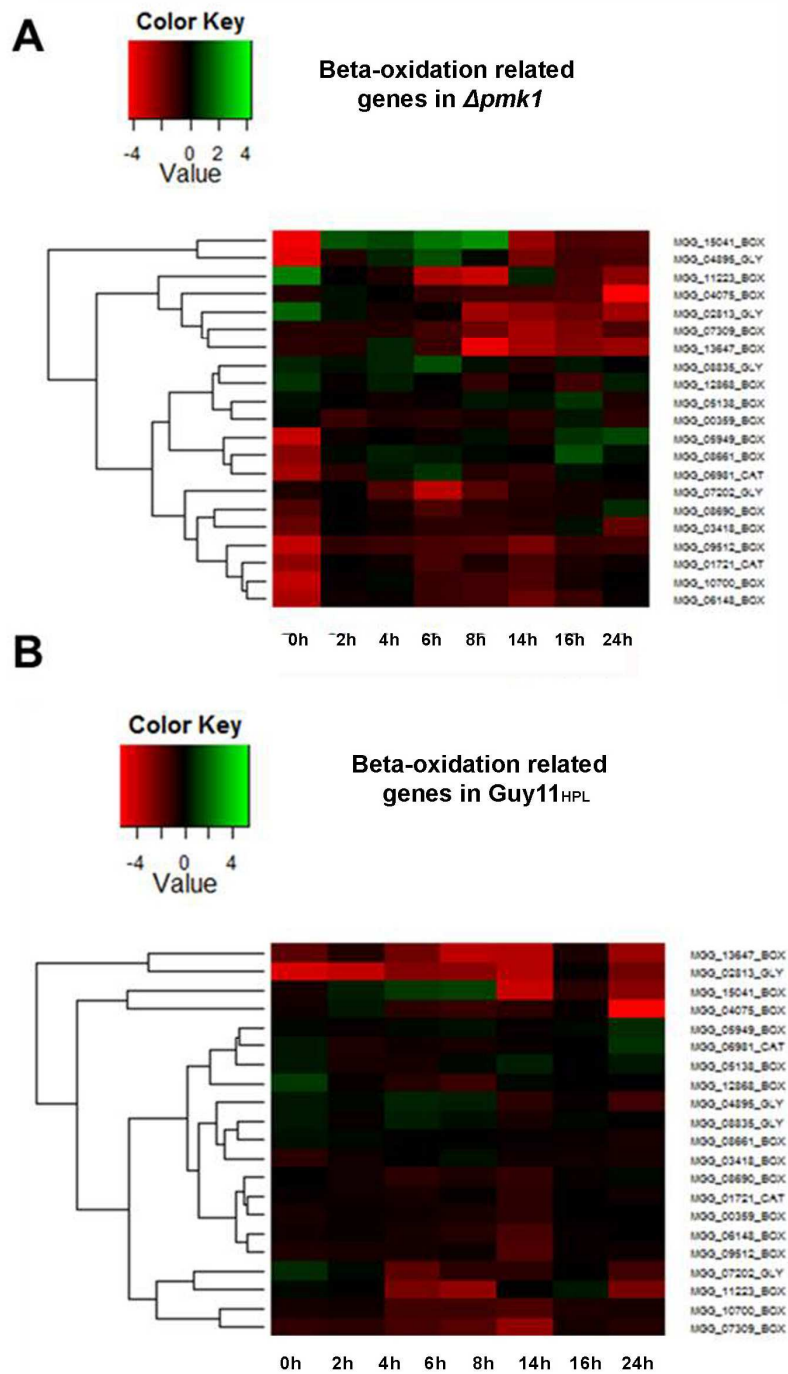 A
Color Key
-4 0 2 4
Value
Beta-oxidation related
genes in Δpmk1
MGG_15041_BOX
MGG_04895_GLY
MGG_11223_BOX
MGG_04075_BOX
MGG_02813_GLY
MGG_07309_BOX
MGG_13647_BOX
MGG_08835_GLY
MGG_12868_BOX
MGG_05138_BOX
MGG_00359_BOX
MGG_05949_BOX
MGG_08661_BOX
MGG_06981_CAT
MGG_07202_GLY
MGG_08690_BOX
MGG_03418_BOX
MGG_09512_BOX
MGG_01721_CAT
MGG_10700_BOX
MGG_06148_BOX
0h 2h 4h 6h 8h 14h 16h 24h
B
Color Key
-4 0 4
Value
Beta-oxidation related
genes in Guy11HPL
MGG_13647_BOX
MGG_02813_GLY
MGG_15041_BOX
MGG_04075_BOX
MGG_05949_BOX
MGG_06981_CAT
MGG_05138_BOX
MGG_12868_BOX
MGG_04895_GLY
MGG_08835_GLY
MGG_08661_BOX
MGG_03418_BOX
MGG_08690_BOX
MGG_01721_CAT
MGG_00359_BOX
MGG_06148_BOX
MGG_09512_BOX
MGG_07202_GLY
MGG_11223_BOX
MGG_10700_BOX
MGG_07309_BOX
0h 2h 4h 6h 8h 14h 16h 24h